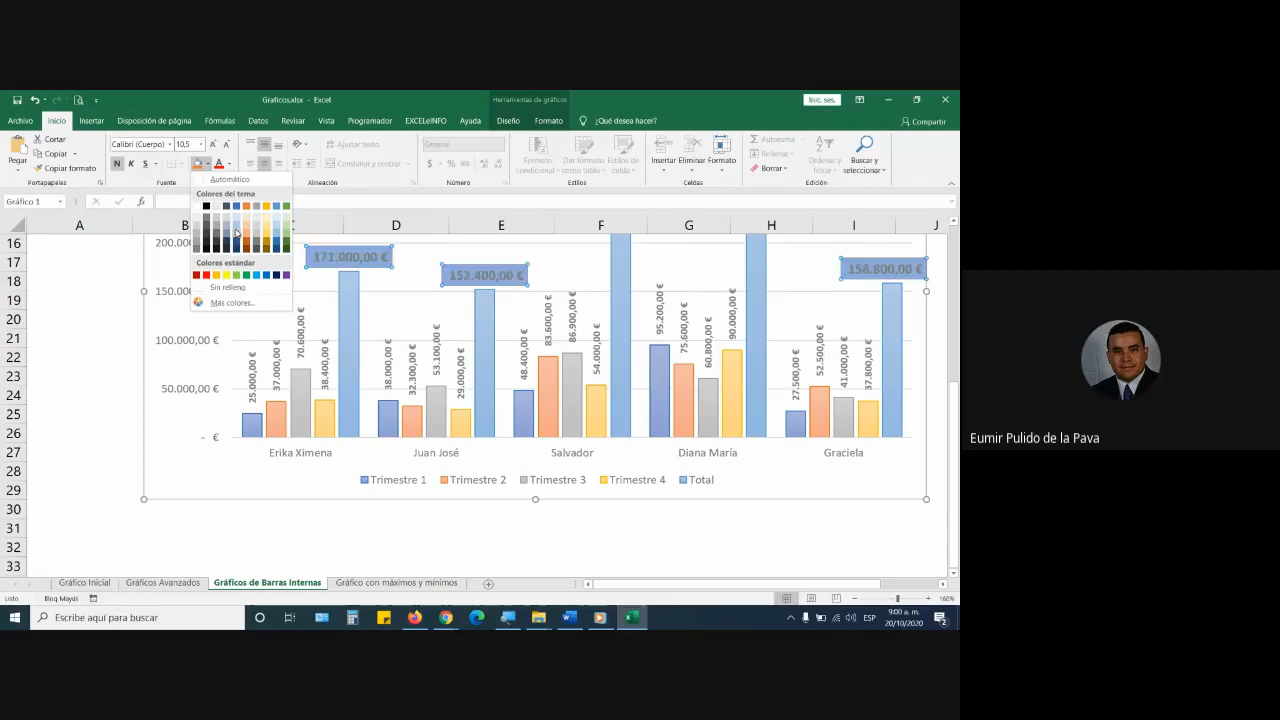 Graficos.xlsx - Excel
Herramientas de gráficos
Inic. ses.
Archivo Inicio Insertar Disposición de página Fórmulas Datos Revisar Vista Programador EXCELeINFO Ayuda Diseño Formato ¿Qué desea hacer? Compartir
Pegar
Cortar
Copiar
Copiar formato
Portapapeles
Calibri (Cuerpo) 10,5
N K S
Fuente
Ajustar texto
Combinar y centrar
Alineación
General
$ % 000
Número
Formato condicional
Dar formato como tabla
Estilos de celda
Estilos
Insertar Eliminar Formato
Celdas
Autosuma
Rellenar
Borrar
Ordenar y filtrar
Buscar y seleccionar
Edición
Automático
Colores del tema
Colores estándar
Sin relleno
Más colores...
Gráfico 1
fx
A B C D E F G H I J
16
17
18
19
20
21
22
23
24
25
26
27
28
29
30
31
32
33
200.000,00 €
150.000,00 €
100.000,00 €
50.000,00 €
- €
25.000,00 €
37.000,00 €
70.600,00 €
38.400,00 €
171.000,00 €
38.000,00 €
32.300,00 €
53.100,00 €
29.000,00 €
152.400,00 €
48.400,00 €
83.600,00 €
86.900,00 €
54.000,00 €
95.200,00 €
75.600,00 €
60.800,00 €
90.000,00 €
27.500,00 €
52.500,00 €
41.000,00 €
37.800,00 €
158.800,00 €
Erika Ximena Juan José Salvador Diana María Graciela
Trimestre 1 Trimestre 2 Trimestre 3 Trimestre 4 Total
Gráfico Inicial Gráficos Avanzados Gráficos de Barras Internas Gráfico con máximos y mínimos
Listo Bloq Mayús 160%
Escribe aquí para buscar
ESP
9:00 a. m.
20/10/2020
2
Eumir Pulido de la Pava